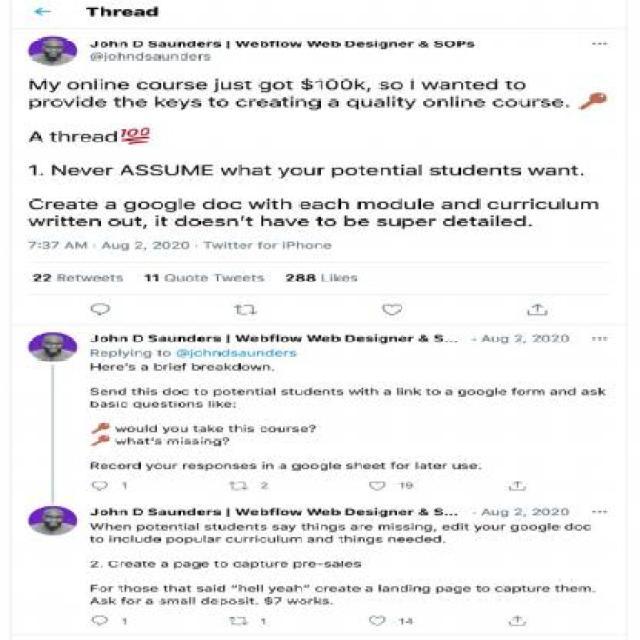 Thread
John D Saunders | Webflow Web Designer & SOPs
@johndsaunders
My online course just got $100k, so I wanted to
provide the keys to creating a quality online course.
A thread💯
1. Never ASSUME what your potential students want.
Create a google doc with each module and curriculum
written out, it doesn't have to be super detailed.
7:37 AM · Aug 2, 2020 · Twitter for iPhone
22 Retweets 11 Quote Tweets 288 Likes
John D Saunders | Webflow Web Designer & S... · Aug 2, 2020
Replying to @johndsaunders
Here's a brief breakdown.
Send this doc to potential students with a link to a google form and ask
basic questions like:
would you take this course?
what's missing?
Record your responses in a google sheet for later use.
1 2 19
John D Saunders | Webflow Web Designer & S... · Aug 2, 2020
When potential students say things are missing, edit your google doc
to include popular curriculum and things needed.
2. Create a page to capture pre-sales
For those that said "hell yeah" create a landing page to capture them.
Ask for a small deposit. $7 works.
1 1 14